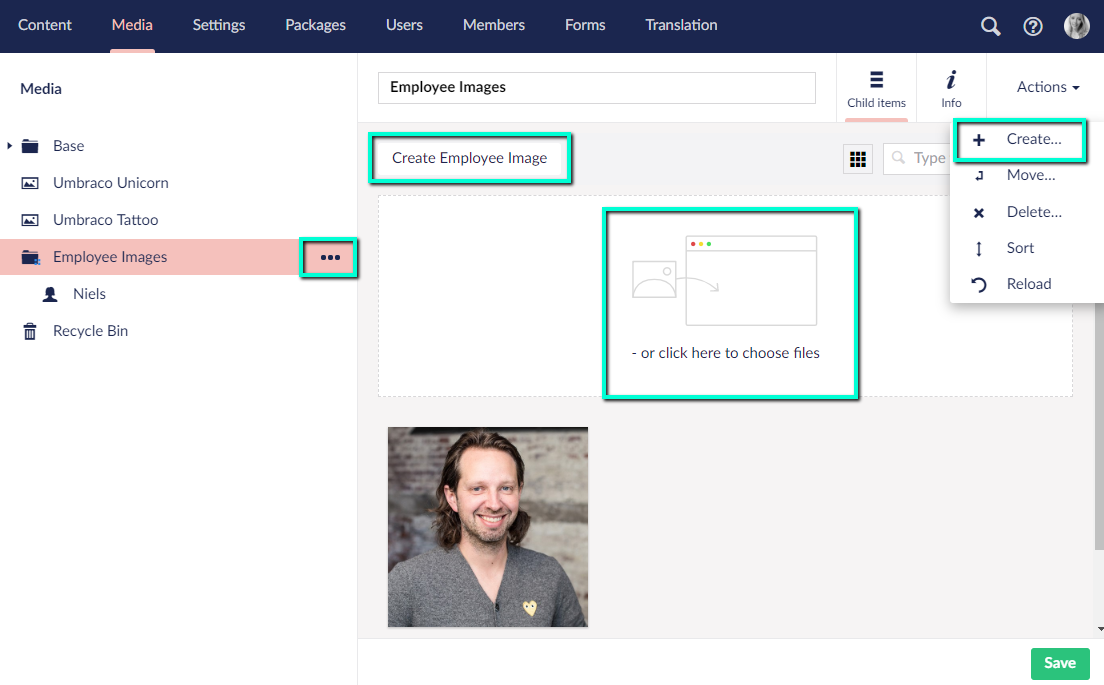 Content Media Settings Packages Users Members Forms Translation
Media
Base
Umbraco Unicorn
Umbraco Tattoo
Employee Images
Niels
Recycle Bin
Employee Images
Child items
Info
Actions
Create Employee Image
Type
Create...
Move...
Delete...
Sort
Reload
- or click here to choose files
Save